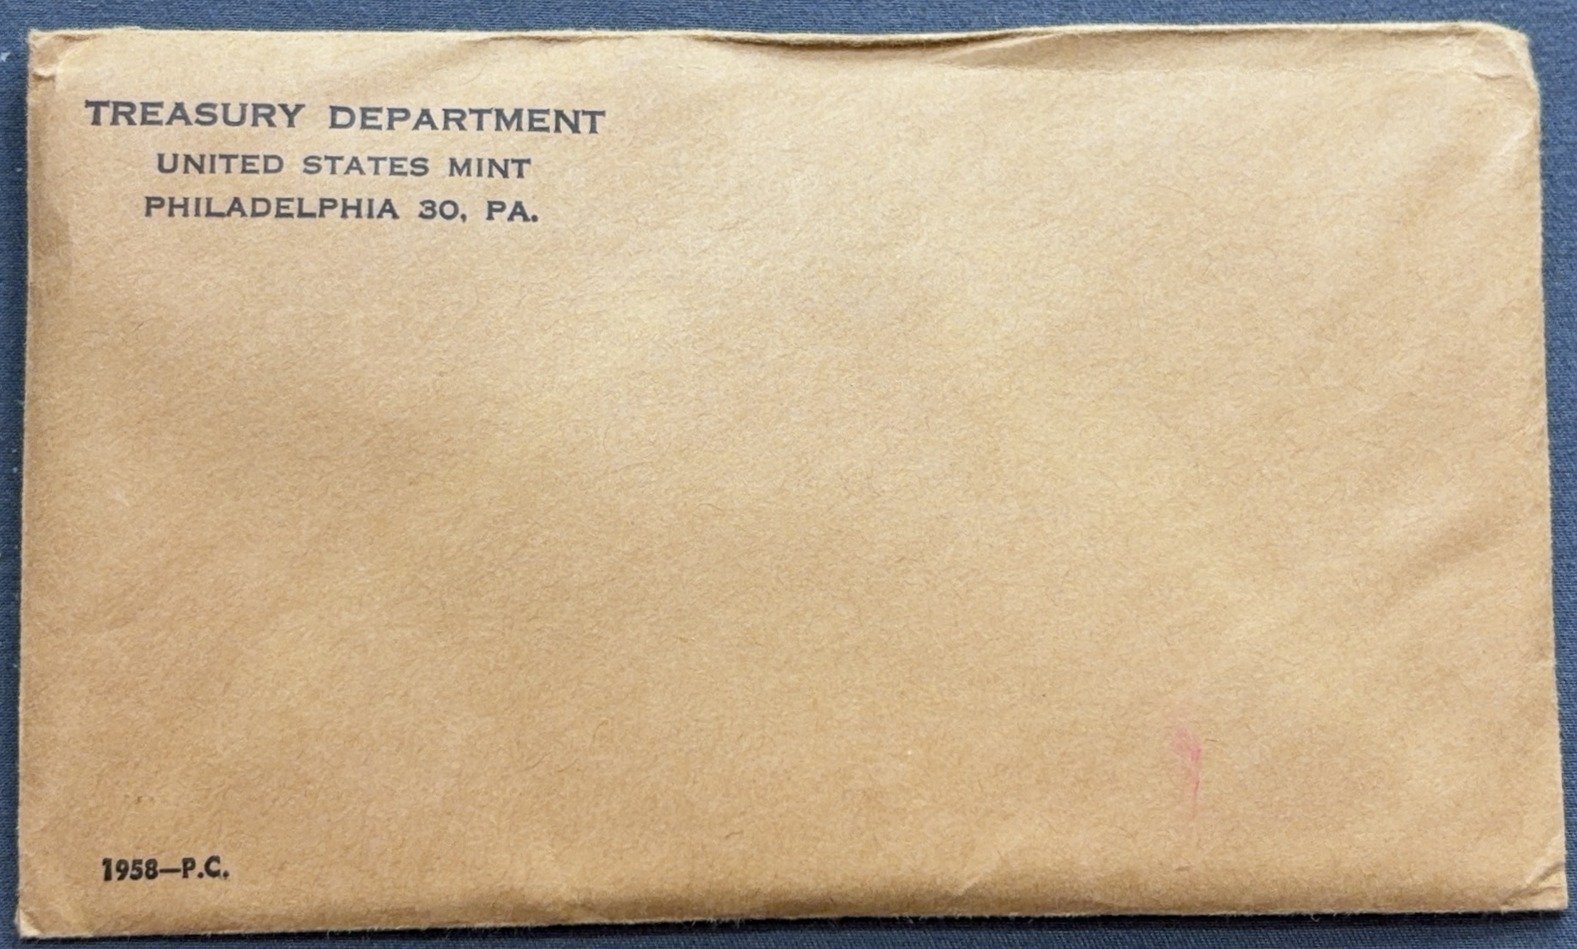 TREASURY DEPARTMENT
UNITED STATES MINT
PHILADELPHIA 30, PA.
1958—P.C.